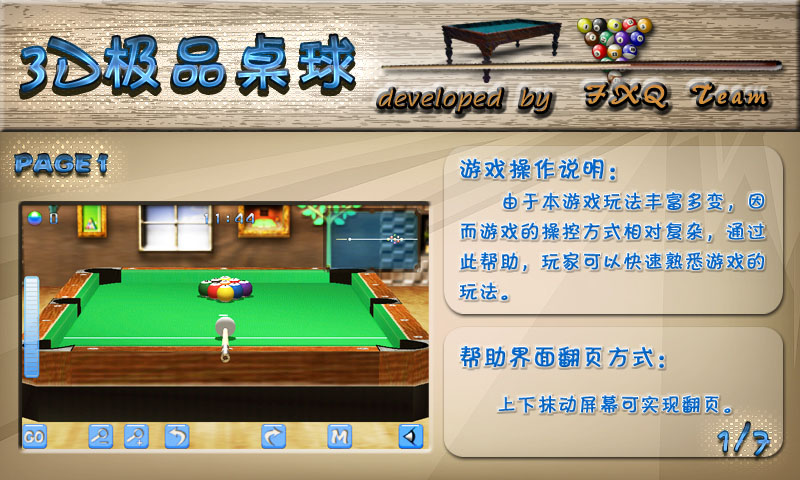 3D极品桌球
developed by FXQ Team
PAGE 1
11:44
GO
M
游戏操作说明：
由于本游戏玩法丰富多变，因
而游戏的操控方式相对复杂，通过
此帮助，玩家可以快速熟悉游戏的
玩法。
帮助界面翻页方式：
上下抹动屏幕可实现翻页。
1/7